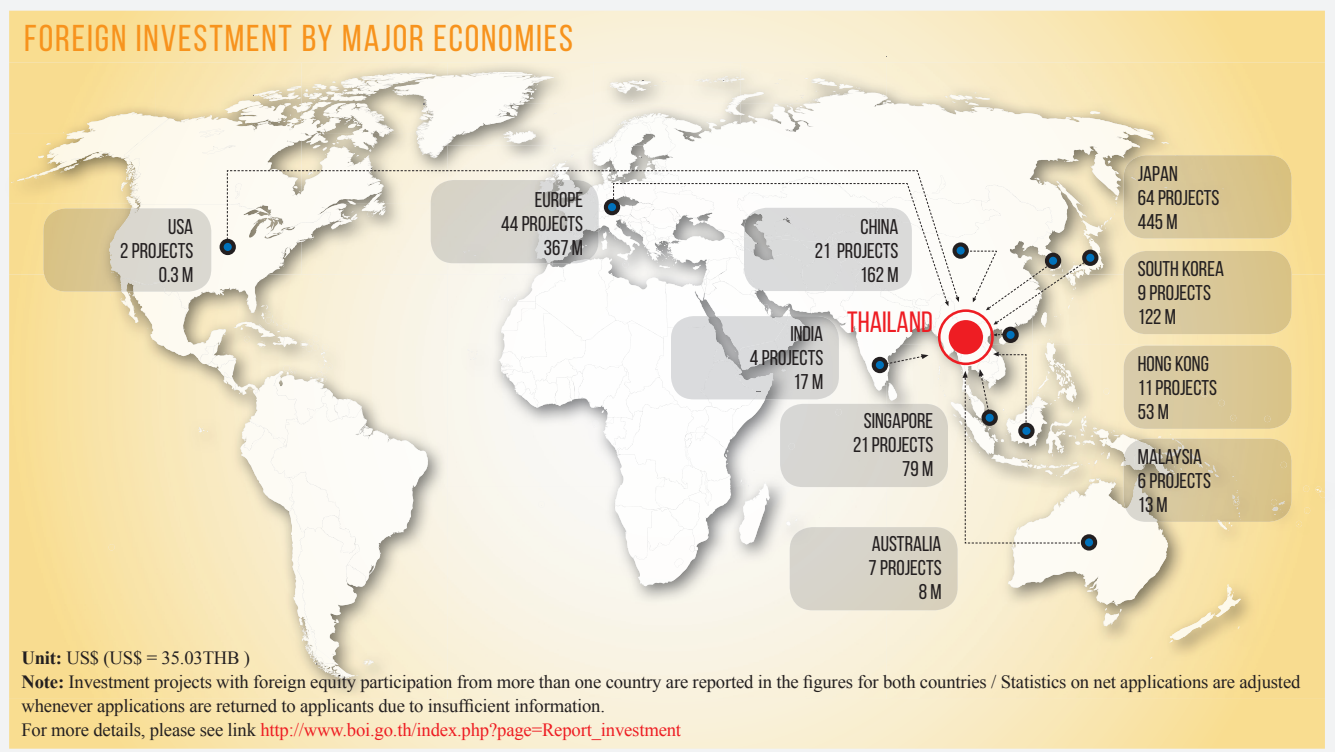 FOREIGN INVESTMENT BY MAJOR ECONOMIES
USA
2 PROJECTS
0.3 M
EUROPE
44 PROJECTS
367 M
CHINA
21 PROJECTS
162 M
JAPAN
64 PROJECTS
445 M
SOUTH KOREA
9 PROJECTS
122 M
THAILAND
INDIA
4 PROJECTS
17 M
HONG KONG
11 PROJECTS
53 M
SINGAPORE
21 PROJECTS
79 M
MALAYSIA
6 PROJECTS
13 M
AUSTRALIA
7 PROJECTS
8 M
Unit: US$ (US$ = 35.03THB )
Note: Investment projects with foreign equity participation from more than one country are reported in the figures for both countries / Statistics on net applications are adjusted
whenever applications are returned to applicants due to insufficient information.
For more details, please see link http://www.boi.go.th/index.php?page=Report_investment